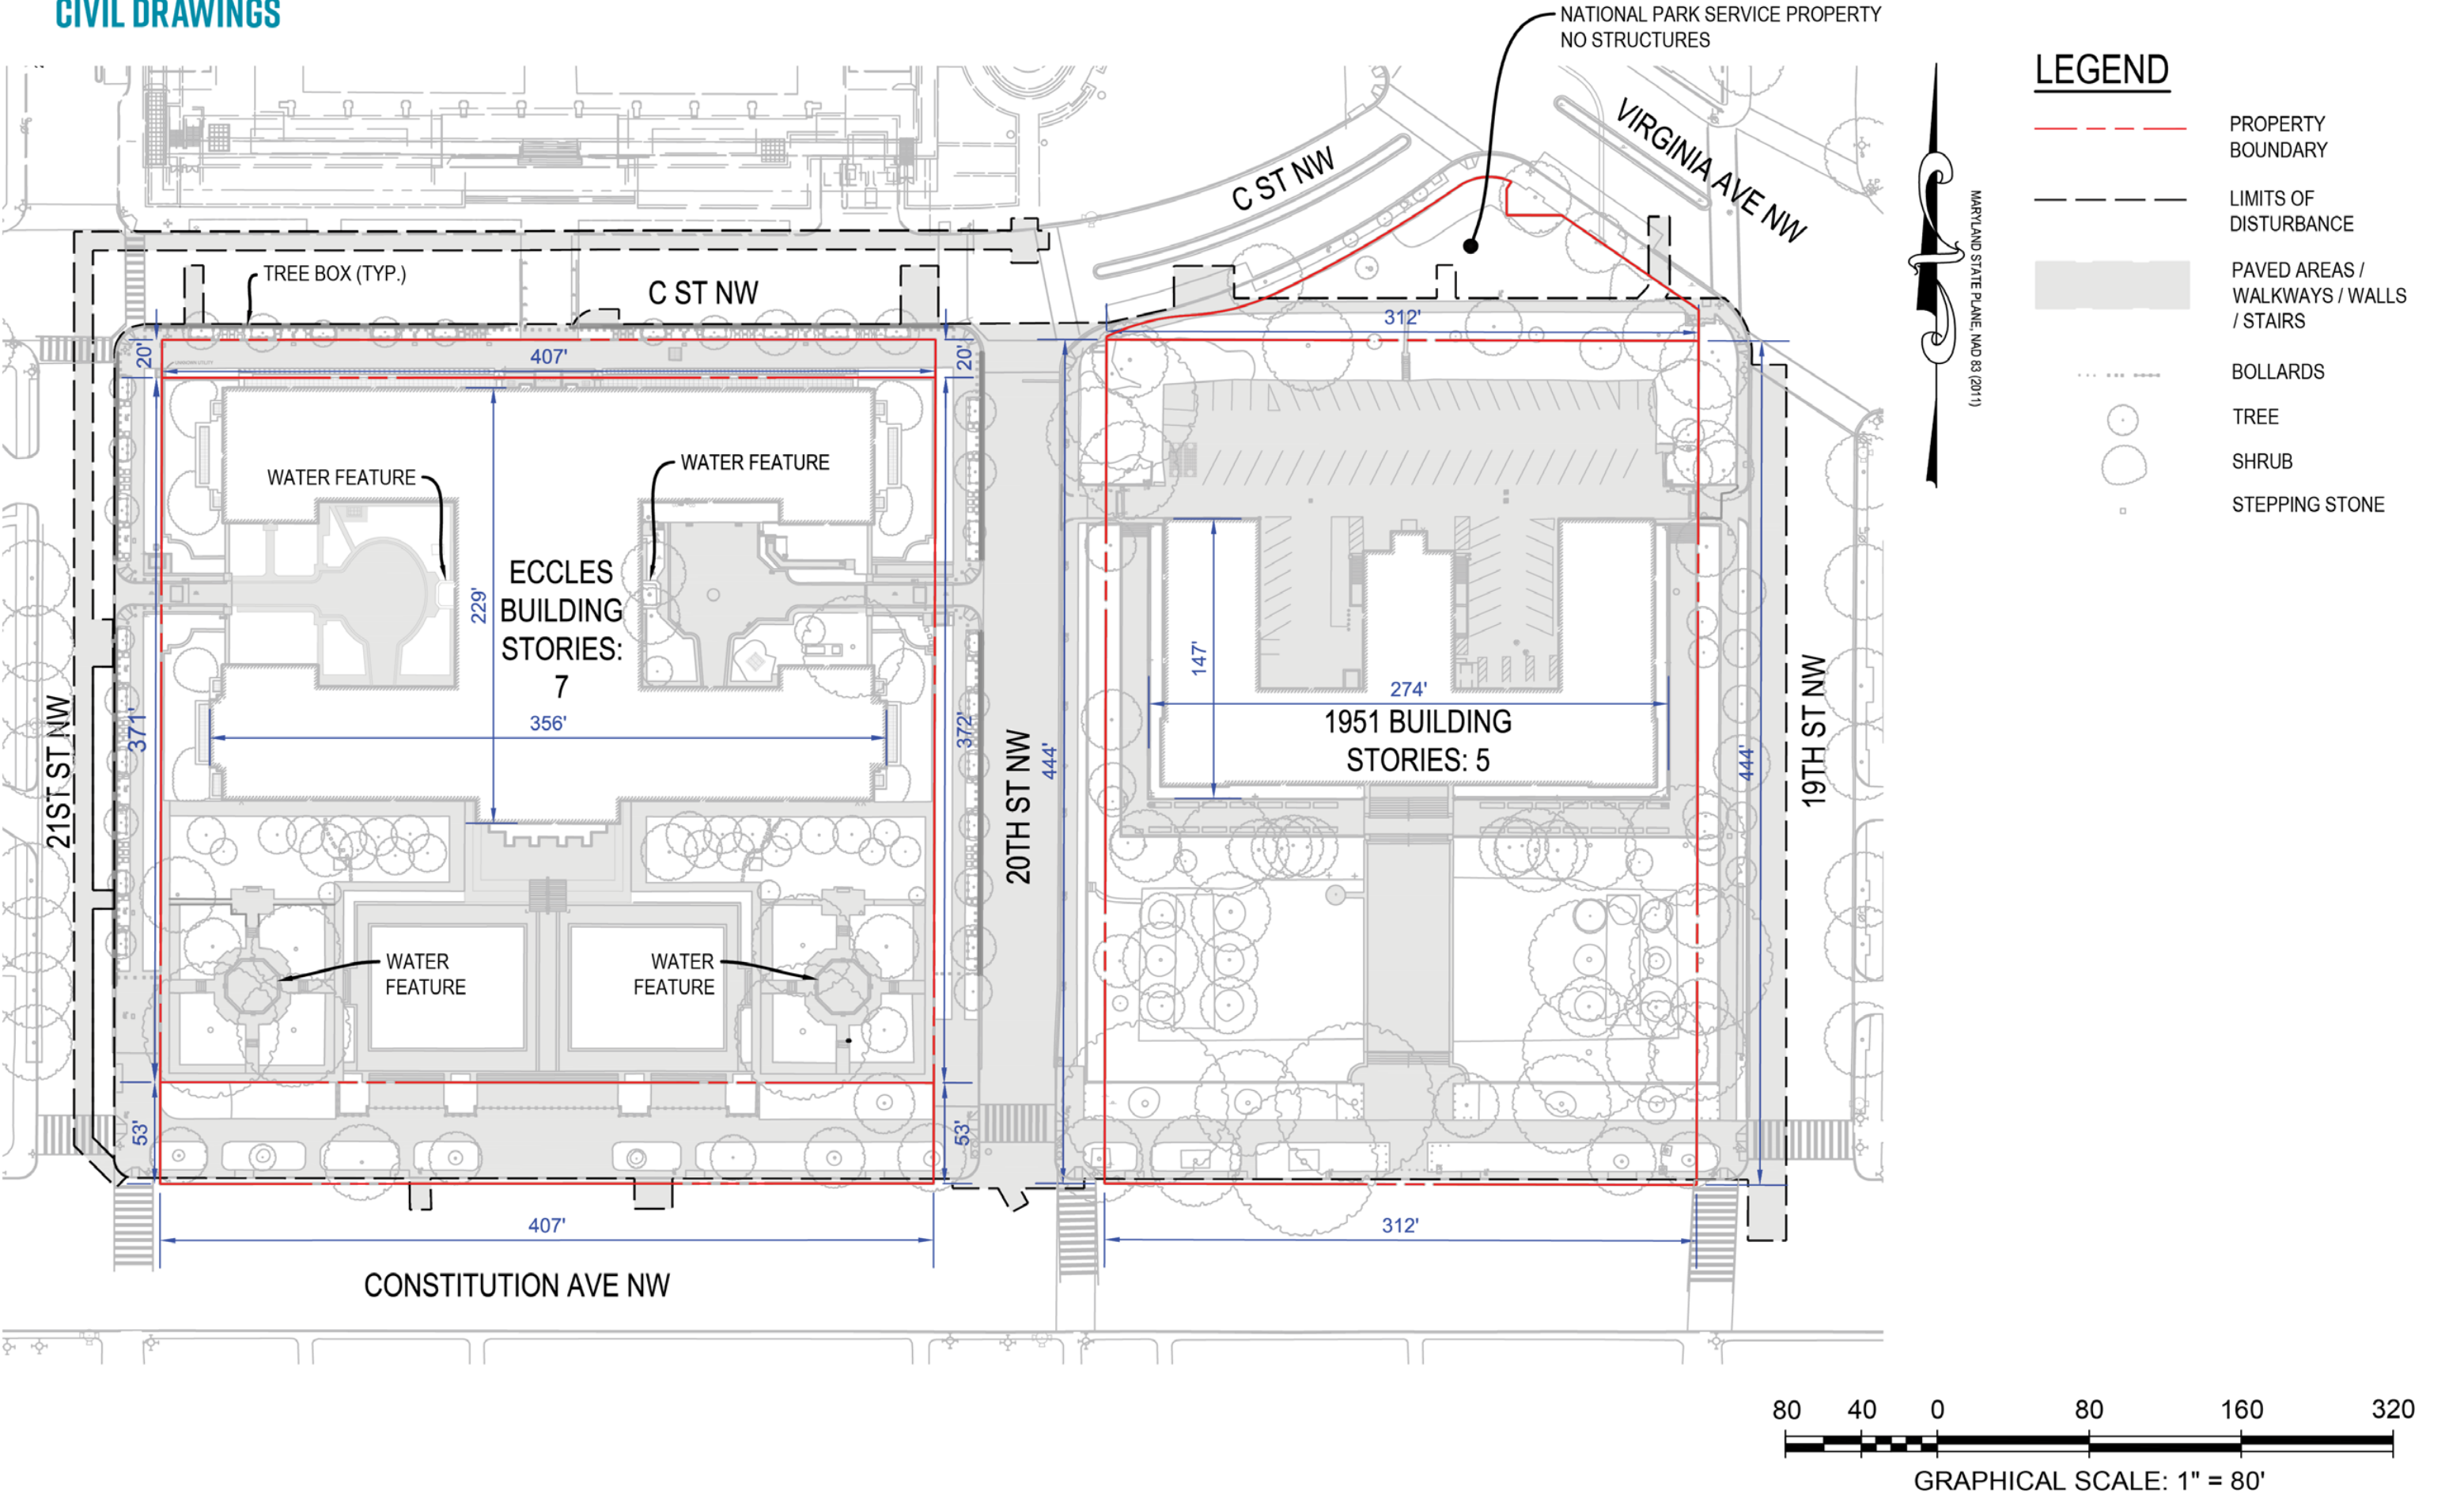 CIVIL DRAWINGS
NATIONAL PARK SERVICE PROPERTY
NO STRUCTURES
C ST NW
VIRGINIA AVE NW
TREE BOX (TYP.)
C ST NW
20'
407'
20'
312'
WATER FEATURE
WATER FEATURE
ECCLES
BUILDING
STORIES:
7
229'
356'
371'
372'
21ST ST NW
20TH ST NW
444'
147'
274'
1951 BUILDING
STORIES: 5
444'
19TH ST NW
WATER
FEATURE
WATER
FEATURE
53'
53'
407'
312'
CONSTITUTION AVE NW
MARYLAND STATE PLANE, NAD 83 (2011)
LEGEND
PROPERTY
BOUNDARY
LIMITS OF
DISTURBANCE
PAVED AREAS /
WALKWAYS / WALLS
/ STAIRS
BOLLARDS
TREE
SHRUB
STEPPING STONE
80 40 0 80 160 320
GRAPHICAL SCALE: 1" = 80'